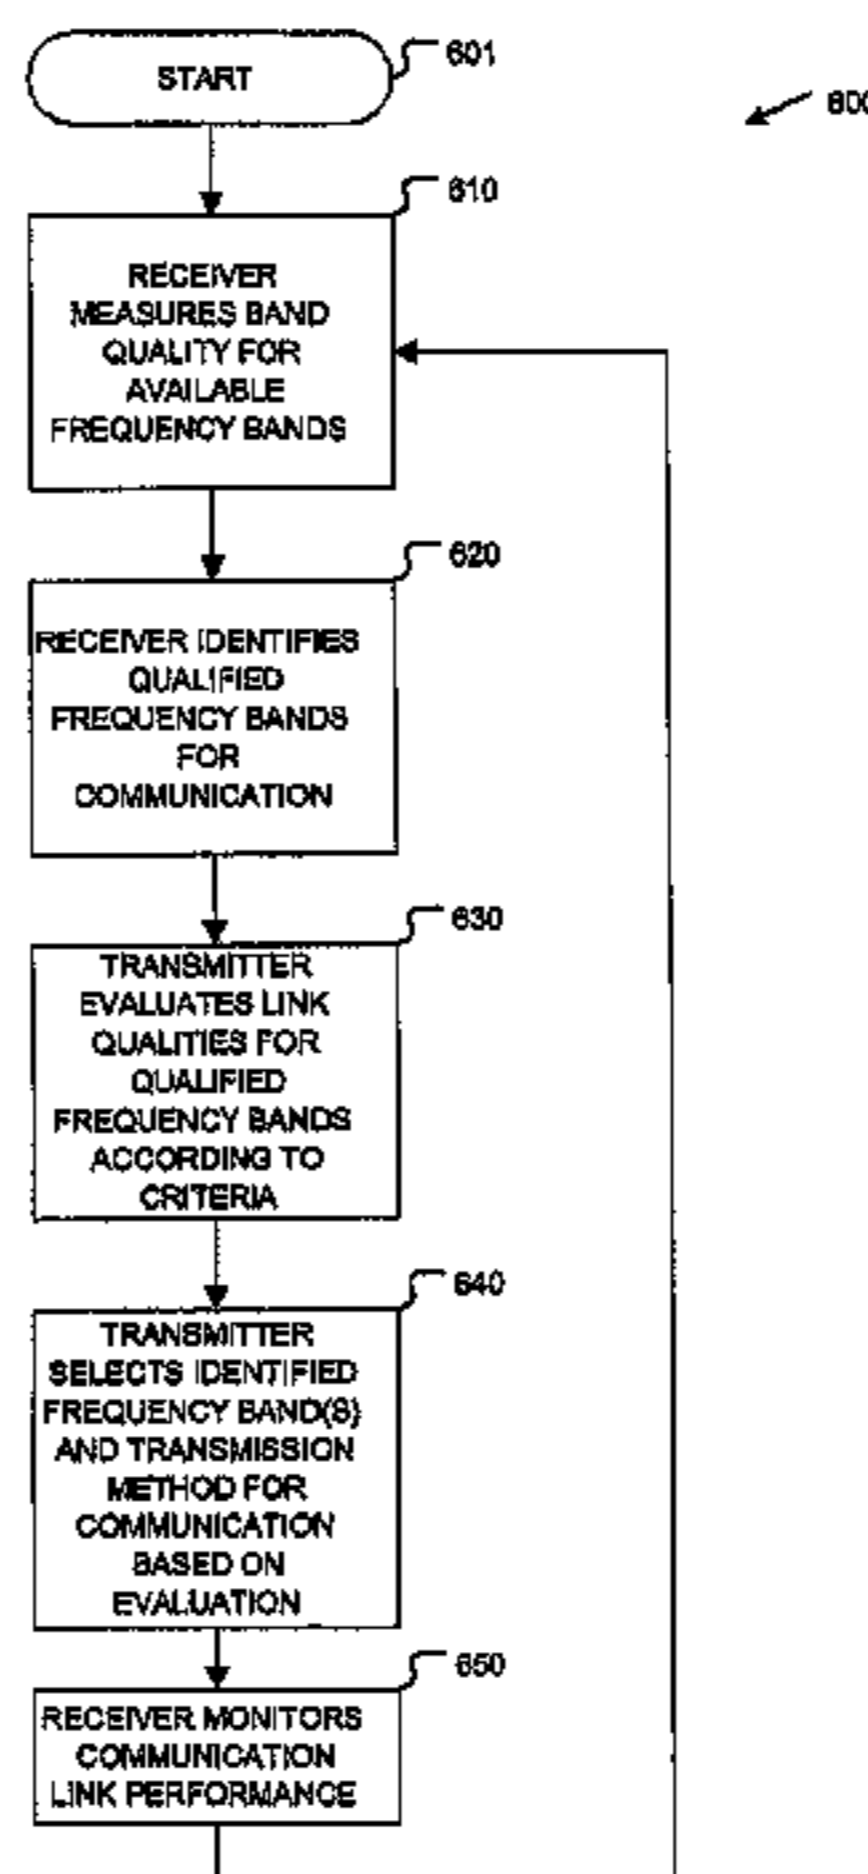 START
601
600
610
RECEIVER
MEASURES BAND
QUALITY FOR
AVAILABLE
FREQUENCY BANDS
620
RECEIVER IDENTIFIES
QUALIFIED
FREQUENCY BANDS
FOR
COMMUNICATION
630
TRANSMITTER
EVALUATES LINK
QUALITIES FOR
QUALIFIED
FREQUENCY BANDS
ACCORDING TO
CRITERIA
640
TRANSMITTER
SELECTS IDENTIFIED
FREQUENCY BAND(S)
AND TRANSMISSION
METHOD FOR
COMMUNICATION
BASED ON
EVALUATION
650
RECEIVER MONITORS
COMMUNICATION
LINK PERFORMANCE